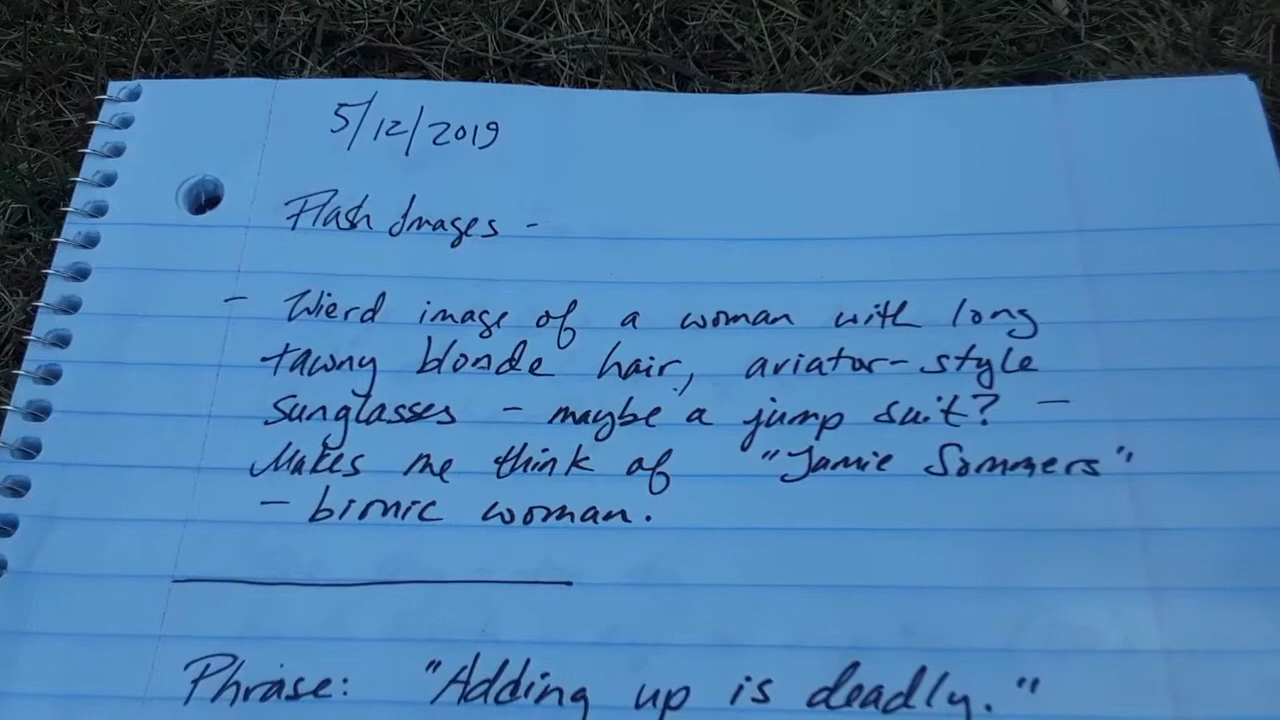 5/12/2019
Flash Images -
- Wierd image of a woman with long
tawny blonde hair, aviator-style
sunglasses - maybe a jump suit? -
Makes me think of "Jamie Sommers"
- bionic woman.
Phrase: "Adding up is deadly."